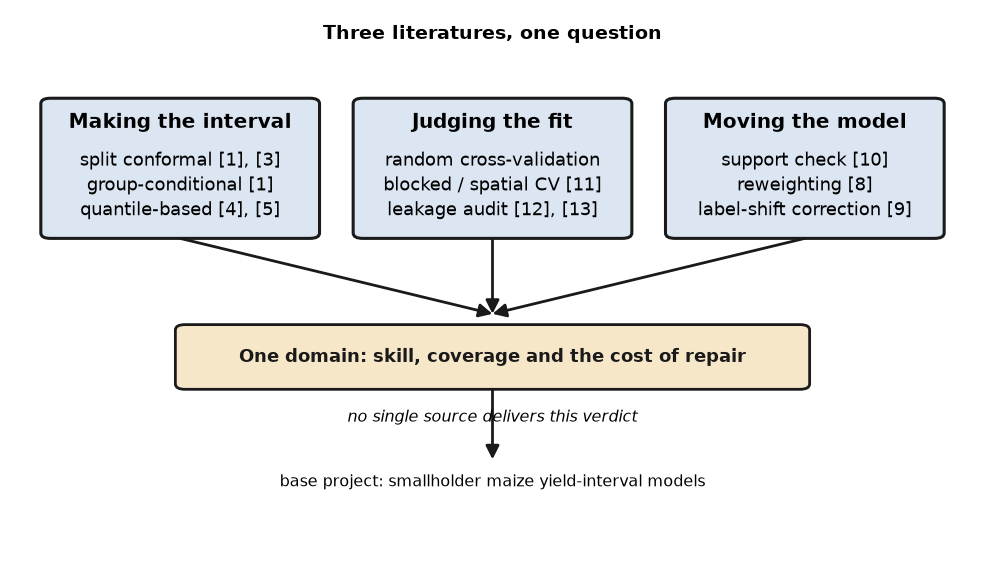 Three literatures, one question
Making the interval
split conformal [1], [3]
group-conditional [1]
quantile-based [4], [5]
Judging the fit
random cross-validation
blocked / spatial CV [11]
leakage audit [12], [13]
Moving the model
support check [10]
reweighting [8]
label-shift correction [9]
One domain: skill, coverage and the cost of repair
no single source delivers this verdict
base project: smallholder maize yield-interval models